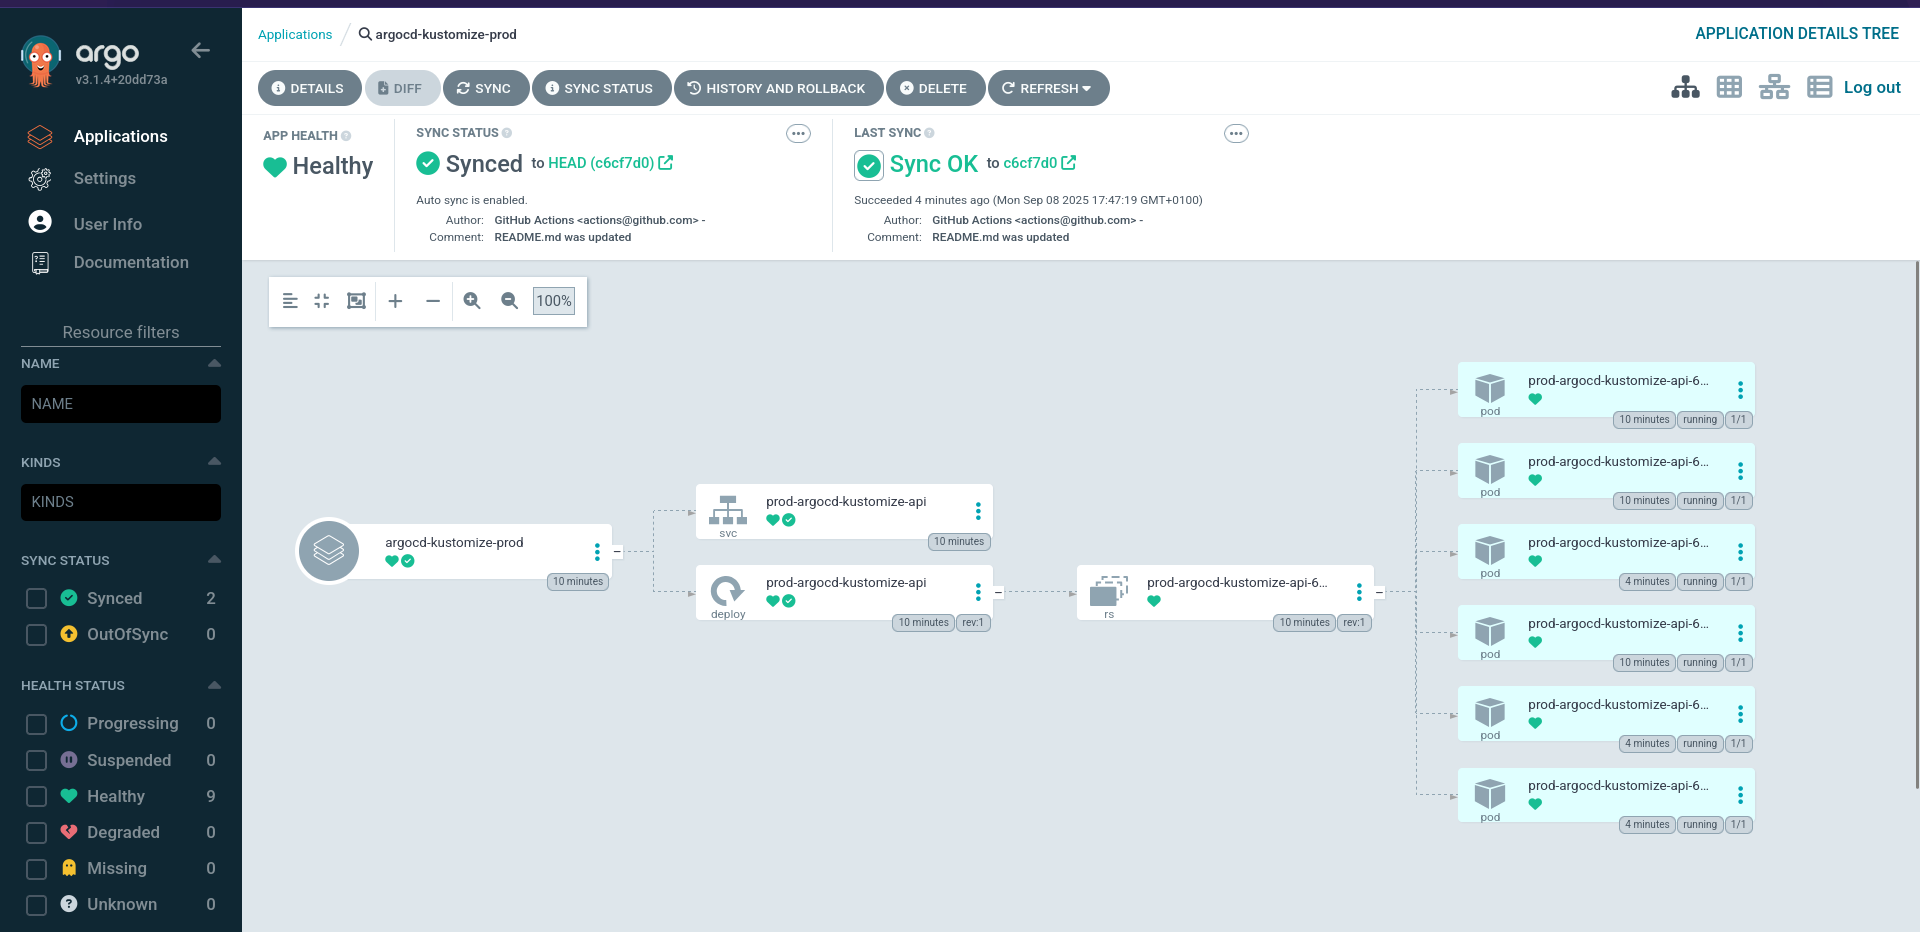 argo
v3.1.4+20dd73a
Applications
Settings
User Info
Documentation
Resource filters
NAME
NAME
KINDS
KINDS
SYNC STATUS
Synced 2
OutOfSync 0
HEALTH STATUS
Progressing 0
Suspended 0
Healthy 9
Degraded 0
Missing 0
Unknown 0
Applications / argocd-kustomize-prod
APPLICATION DETAILS TREE
DETAILS DIFF SYNC SYNC STATUS HISTORY AND ROLLBACK DELETE REFRESH
Log out
APP HEALTH
Healthy
SYNC STATUS
Synced to HEAD (c6cf7d0)
Auto sync is enabled.
Author: GitHub Actions <actions@github.com> -
Comment: README.md was updated
LAST SYNC
Sync OK to c6cf7d0
Succeeded 4 minutes ago (Mon Sep 08 2025 17:47:19 GMT+0100)
Author: GitHub Actions <actions@github.com> -
Comment: README.md was updated
100%
argocd-kustomize-prod
10 minutes
prod-argocd-kustomize-api
svc
10 minutes
prod-argocd-kustomize-api
deploy
10 minutes rev:1
prod-argocd-kustomize-api-6...
rs
10 minutes rev:1
prod-argocd-kustomize-api-6...
pod
10 minutes running 1/1
prod-argocd-kustomize-api-6...
pod
10 minutes running 1/1
prod-argocd-kustomize-api-6...
pod
4 minutes running 1/1
prod-argocd-kustomize-api-6...
pod
10 minutes running 1/1
prod-argocd-kustomize-api-6...
pod
4 minutes running 1/1
prod-argocd-kustomize-api-6...
pod
4 minutes running 1/1